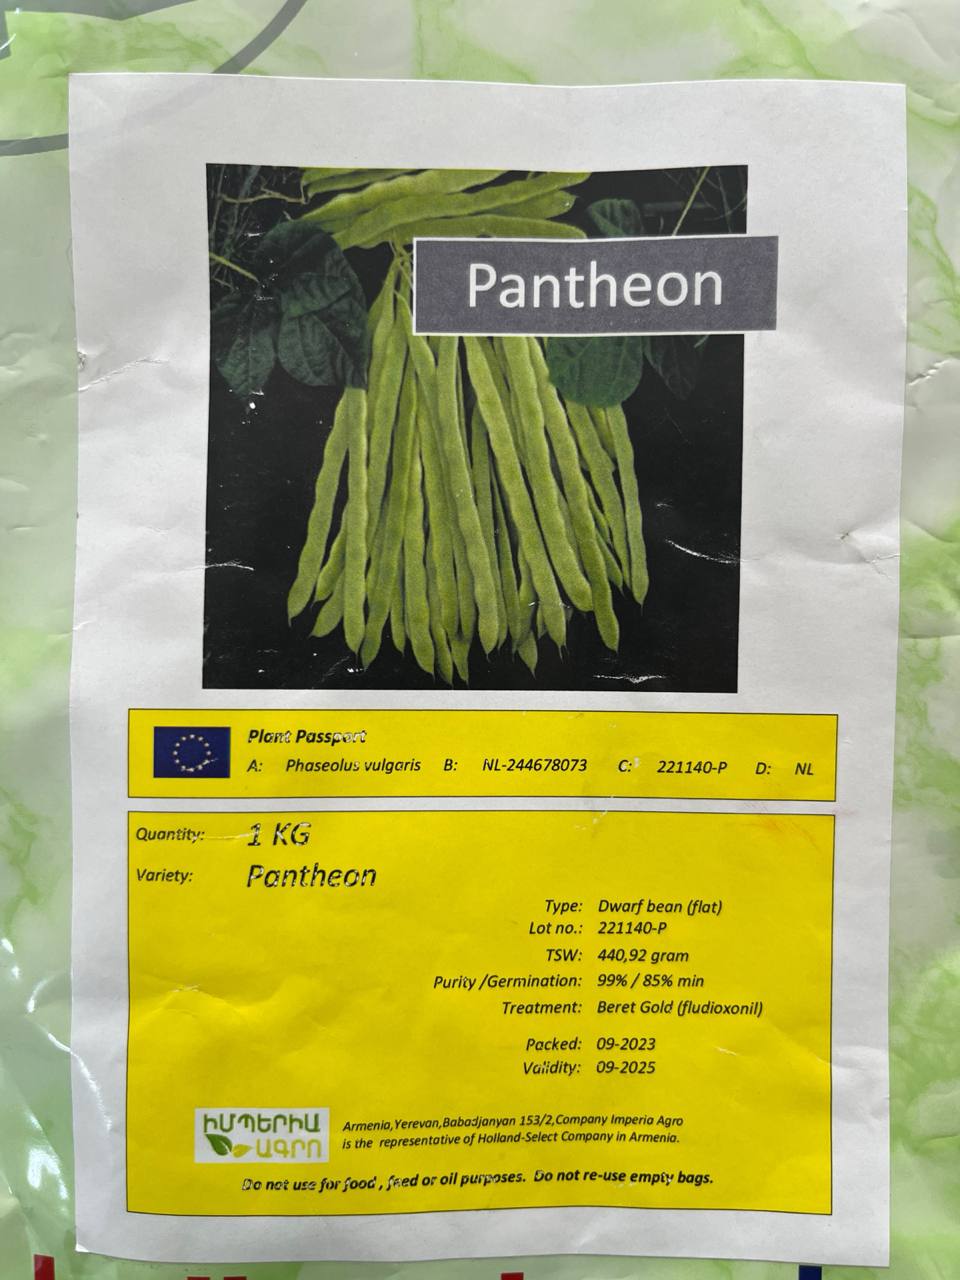 Pantheon
Plant Passport
A: Phaseolus vulgaris B: NL-244678073 C: 221140-P D: NL
Quantity: 1 KG
Variety: Pantheon
Type: Dwarf bean (flat)
Lot no.: 221140-P
TSW: 440,92 gram
Purity /Germination: 99% / 85% min
Treatment: Beret Gold (fludioxonil)
Packed: 09-2023
Validity: 09-2025
ԻՄՊԵՐԻԱ
ԱԳՐՈ
Armenia,Yerevan,Babadjanyan 153/2,Company Imperia Agro
is the representative of Holland-Select Company in Armenia.
Do not use for food , feed or oil purposes. Do not re-use empty bags.